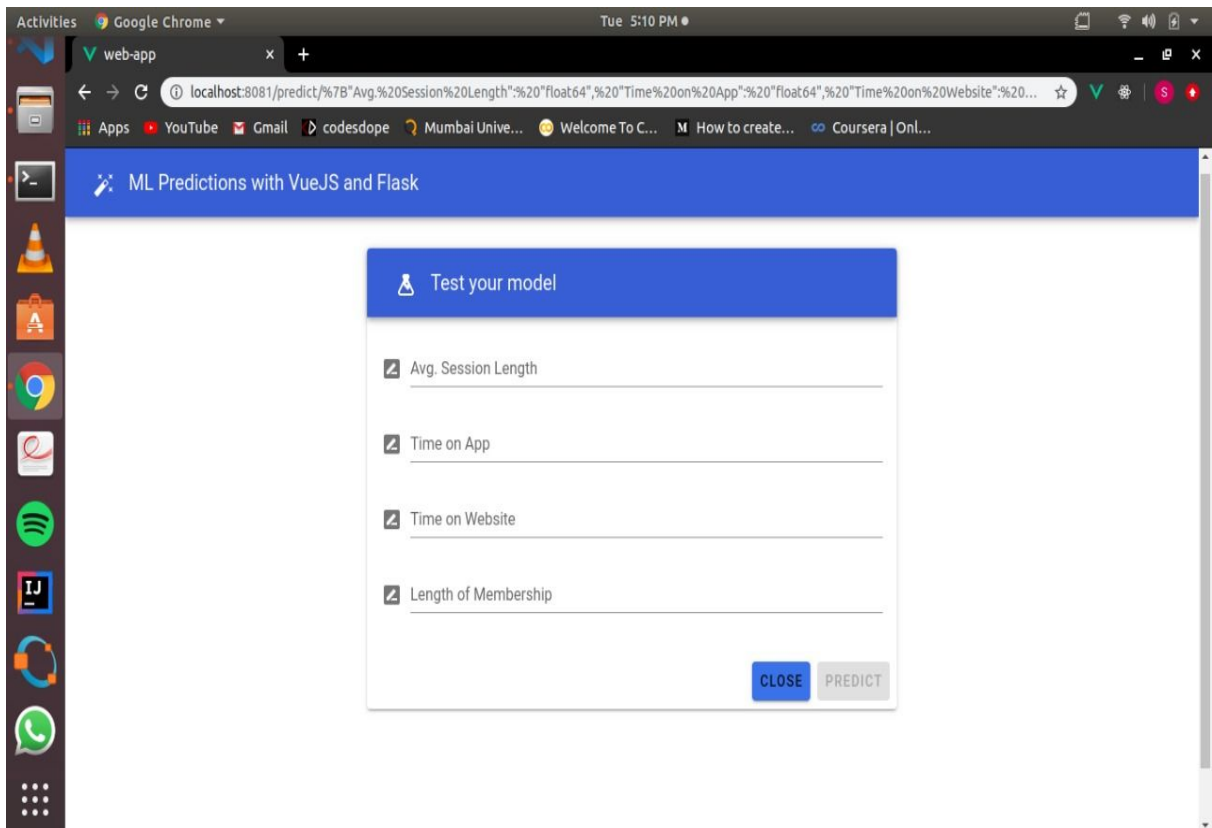 Activities Google Chrome Tue 5:10 PM
web-app
localhost:8081/predict/%7B"Avg.%20Session%20Length":%20"float64",%20"Time%20on%20App":%20"float64",%20"Time%20on%20Website":%20... S
Apps YouTube Gmail codesdope Mumbai Unive... Welcome To C... M How to create... Coursera | Onl...
ML Predictions with VueJS and Flask
Test your model
Avg. Session Length
Time on App
Time on Website
Length of Membership
CLOSE PREDICT
IJ